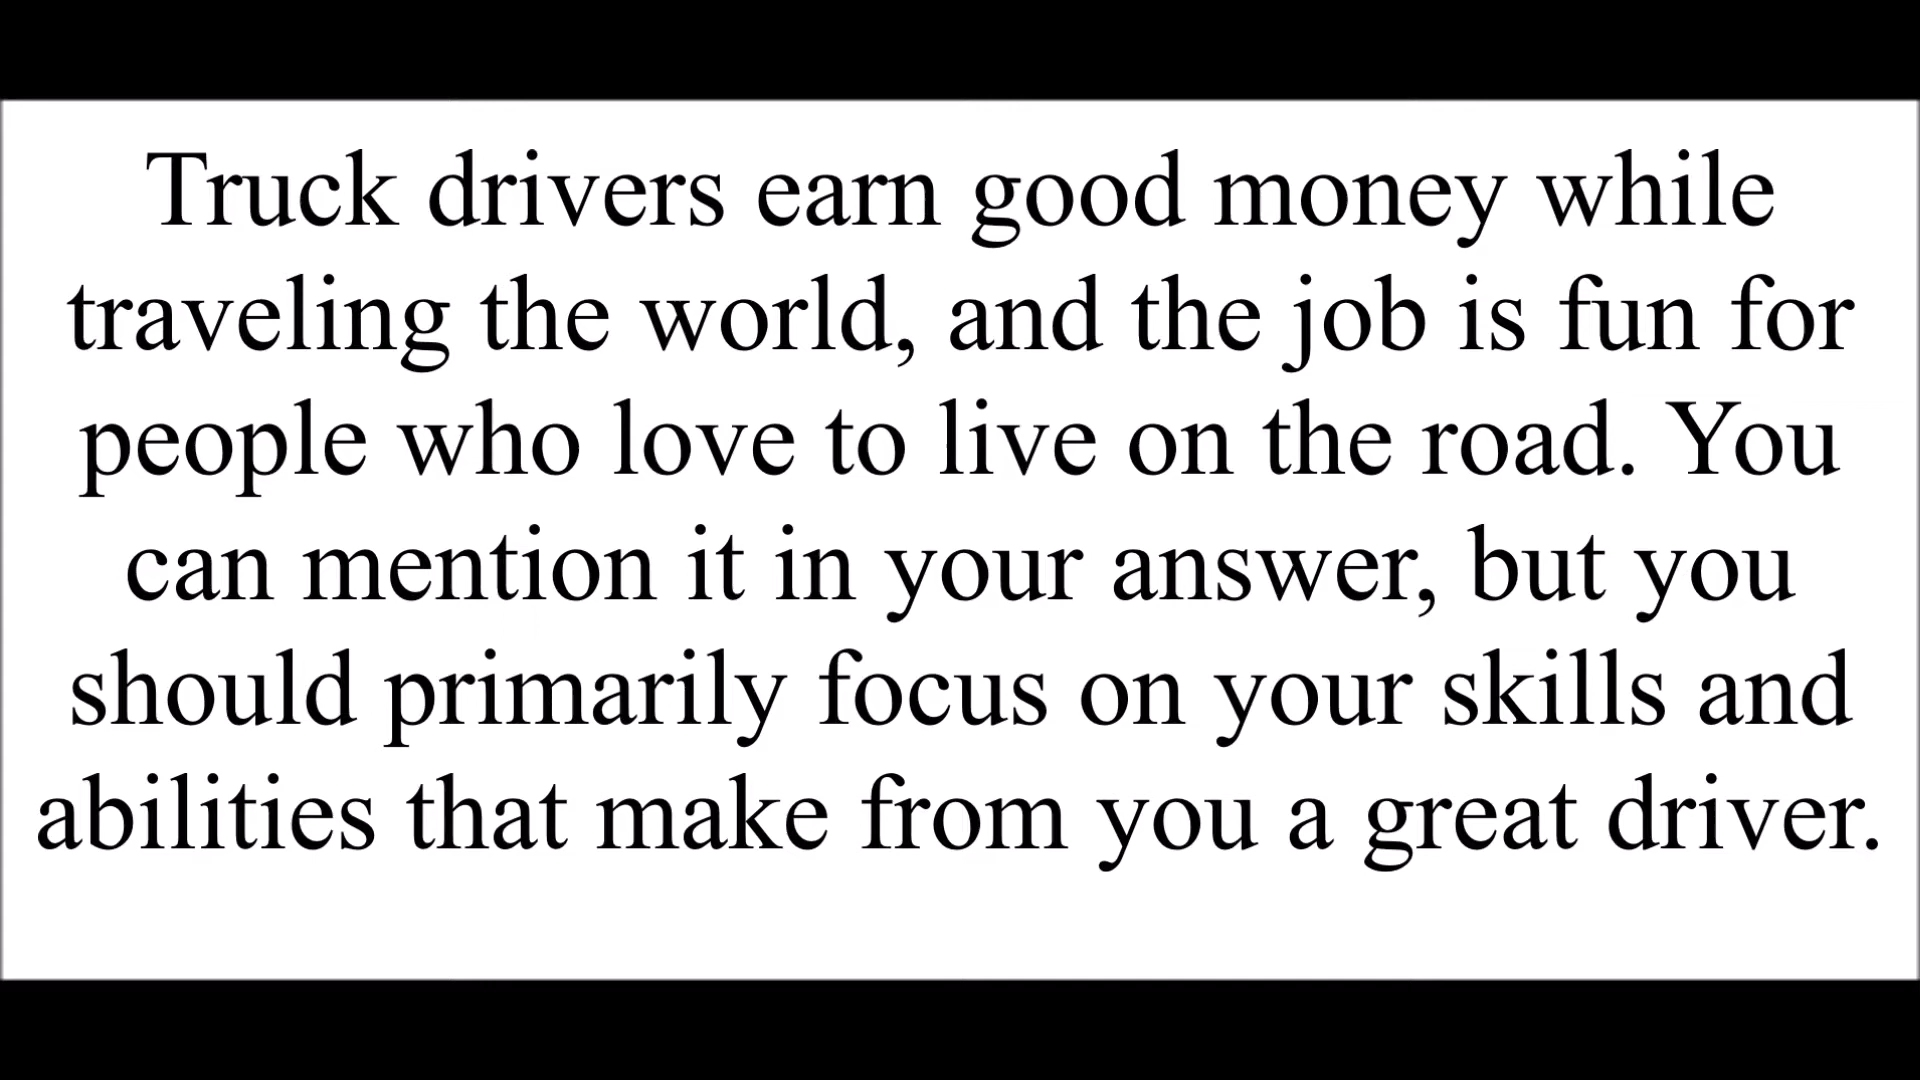 Truck drivers earn good money while
traveling the world, and the job is fun for
people who love to live on the road. You
can mention it in your answer, but you
should primarily focus on your skills and
abilities that make from you a great driver.